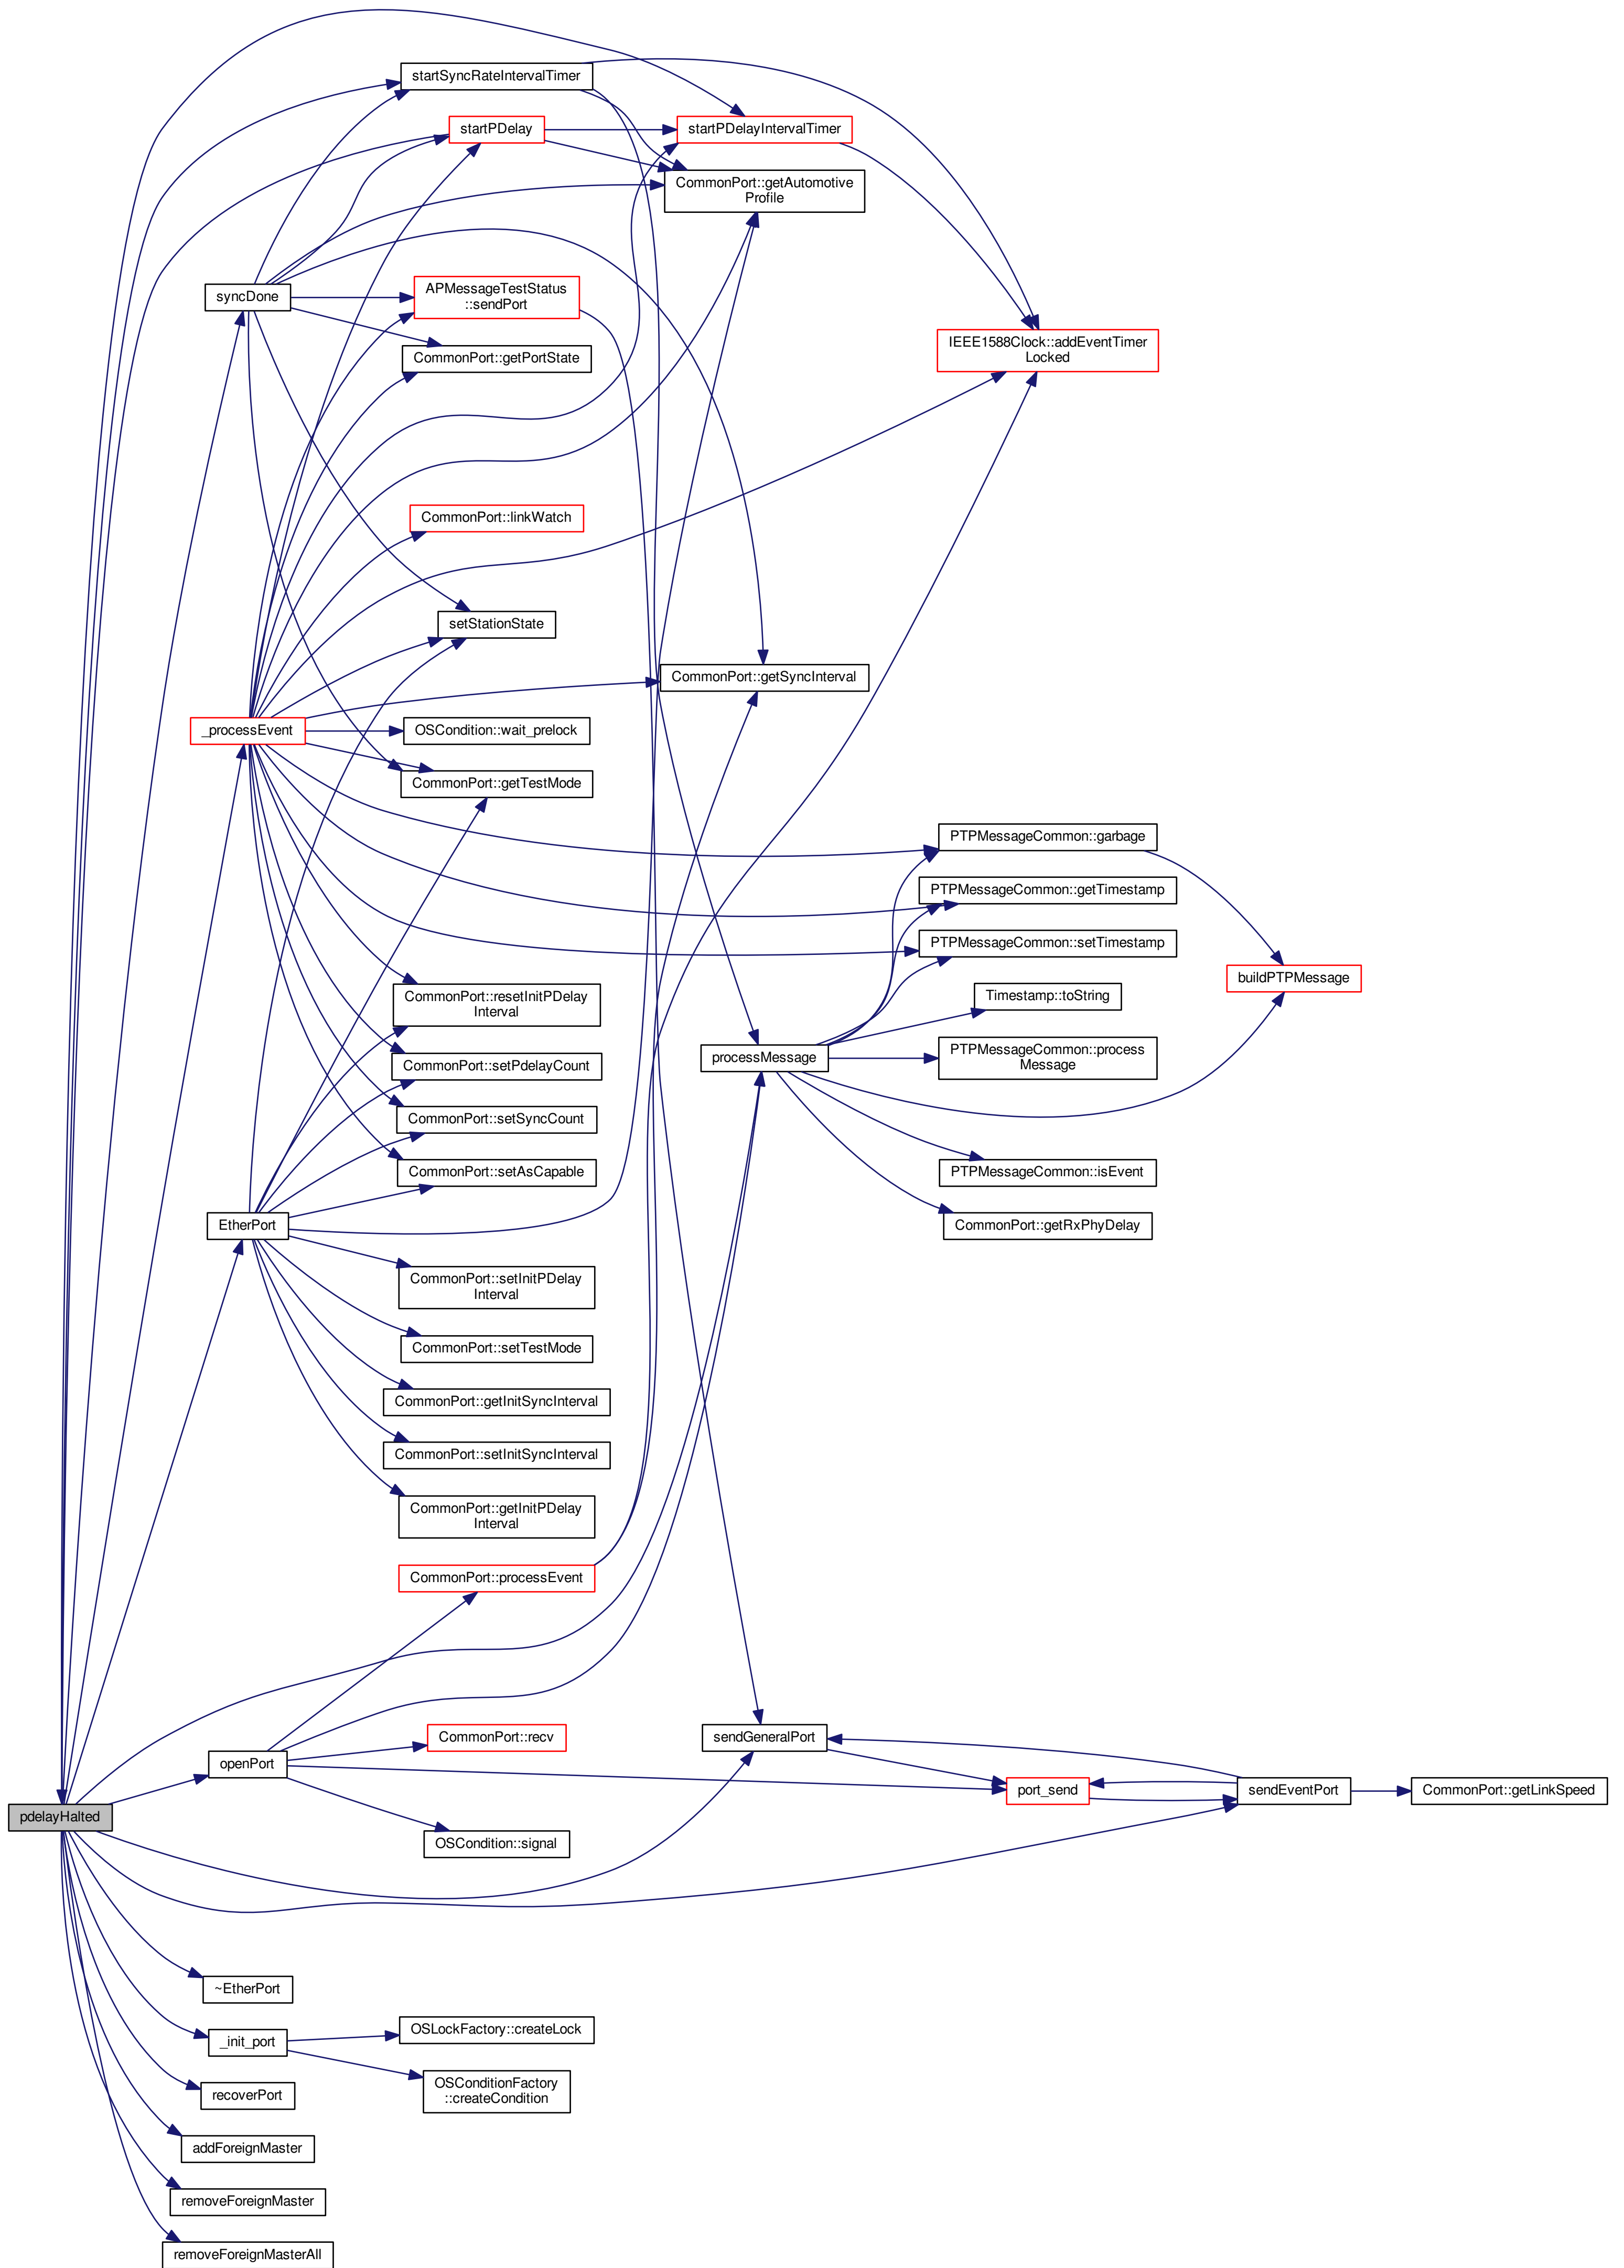 startSyncRateIntervalTimer
startPDelay
startPDelayIntervalTimer
CommonPort::getAutomotive
Profile
syncDone
APMessageTestStatus
::sendPort
CommonPort::getPortState
IEEE1588Clock::addEventTimer
Locked
CommonPort::linkWatch
setStationState
CommonPort::getSyncInterval
_processEvent
OSCondition::wait_prelock
CommonPort::getTestMode
PTPMessageCommon::garbage
PTPMessageCommon::getTimestamp
PTPMessageCommon::setTimestamp
buildPTPMessage
CommonPort::resetInitPDelay
Interval
Timestamp::toString
processMessage
PTPMessageCommon::process
Message
CommonPort::setPdelayCount
CommonPort::setSyncCount
CommonPort::setAsCapable
PTPMessageCommon::isEvent
EtherPort
CommonPort::getRxPhyDelay
CommonPort::setInitPDelay
Interval
CommonPort::setTestMode
CommonPort::getInitSyncInterval
CommonPort::setInitSyncInterval
CommonPort::getInitPDelay
Interval
CommonPort::processEvent
CommonPort::recv
sendGeneralPort
openPort
port_send
sendEventPort
CommonPort::getLinkSpeed
pdelayHalted
OSCondition::signal
~EtherPort
_init_port
OSLockFactory::createLock
OSConditionFactory
::createCondition
recoverPort
addForeignMaster
removeForeignMaster
removeForeignMasterAll